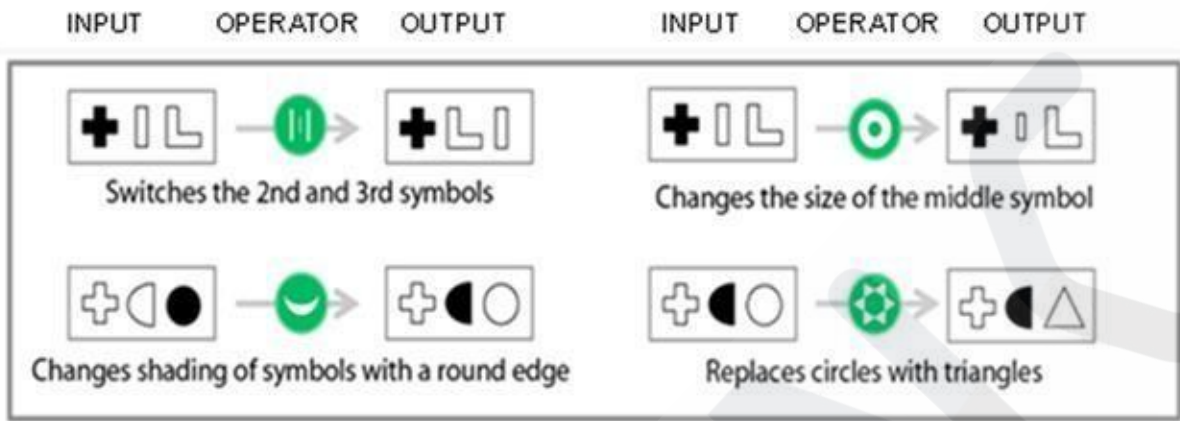 INPUT OPERATOR OUTPUT INPUT OPERATOR OUTPUT
Switches the 2nd and 3rd symbols
Changes the size of the middle symbol
Changes shading of symbols with a round edge
Replaces circles with triangles